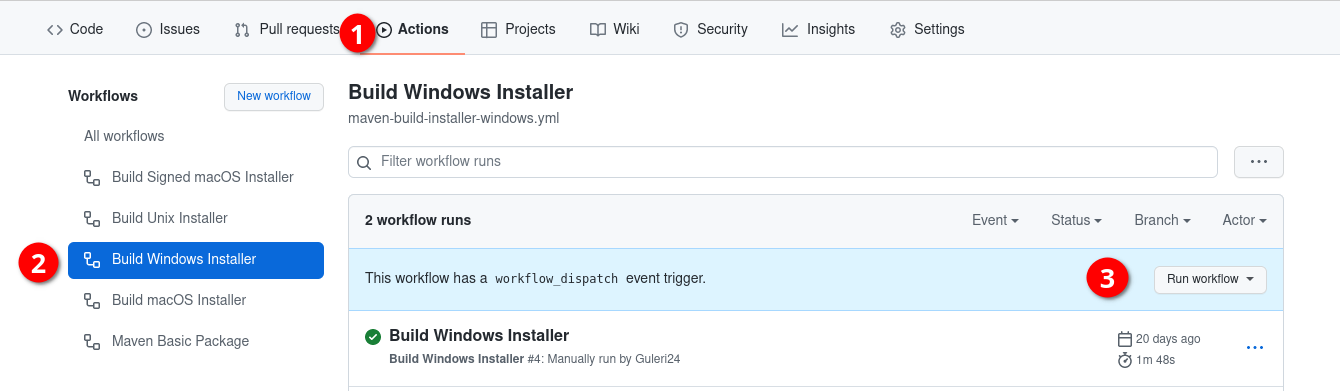 Code Issues Pull requests 1 Actions Projects Wiki Security Insights Settings
Workflows
New workflow
All workflows
Build Signed macOS Installer
Build Unix Installer
2 Build Windows Installer
Build macOS Installer
Maven Basic Package
Build Windows Installer
maven-build-installer-windows.yml
Filter workflow runs
2 workflow runs Event Status Branch Actor
This workflow has a workflow_dispatch event trigger. 3 Run workflow
Build Windows Installer
Build Windows Installer #4: Manually run by Guleri24
20 days ago
1m 48s